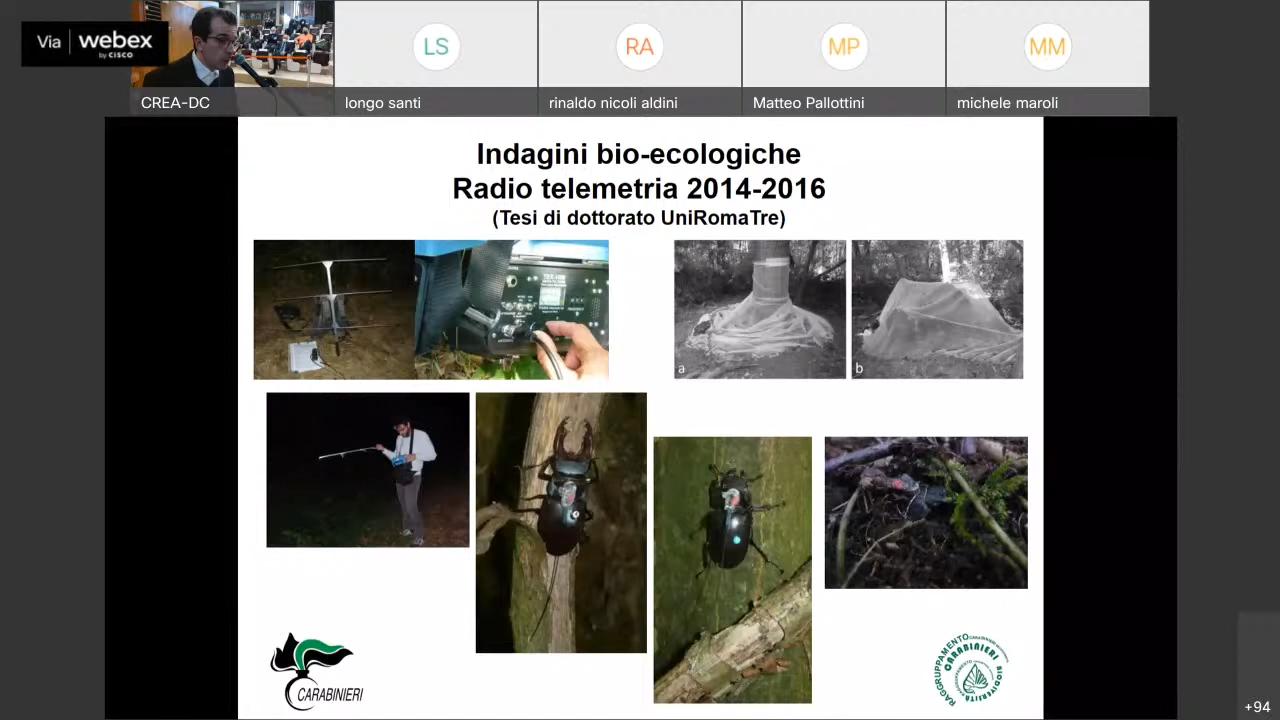 Via webex
by CISCO
LS
RA
MP
MM
CREA-DC
longo santi
rinaldo nicoli aldini
Matteo Pallottini
michele maroli
Indagini bio-ecologiche
Radio telemetria 2014-2016
(Tesi di dottorato UniRomaTre)
a
b
CARABINIERI
RAGGRUPPAMENTO
CARABINIERI
BIODIVERSITÀ
+94